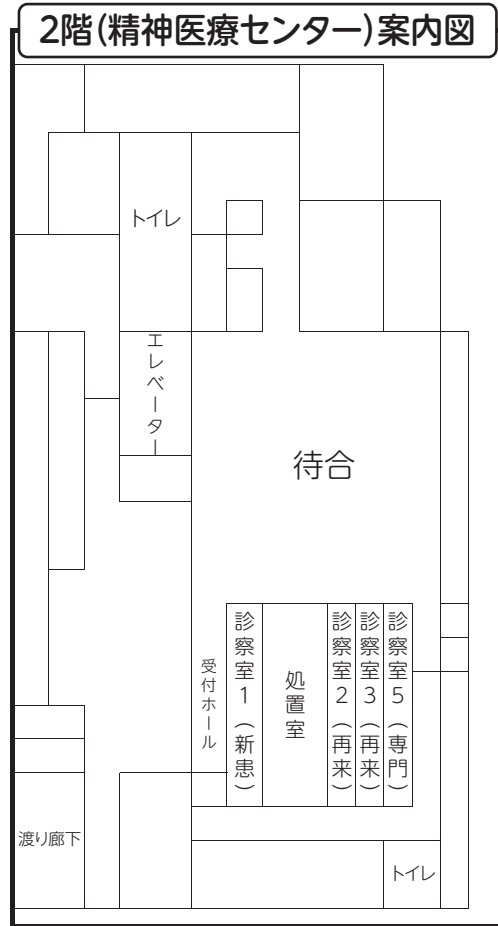 2階(精神医療センター)案内図
トイレ
エレベーター
待合
受付ホール
診察室1(新患)
処置室
診察室2(再来)
診察室3(再来)
診察室5(専門)
渡り廊下
トイレ